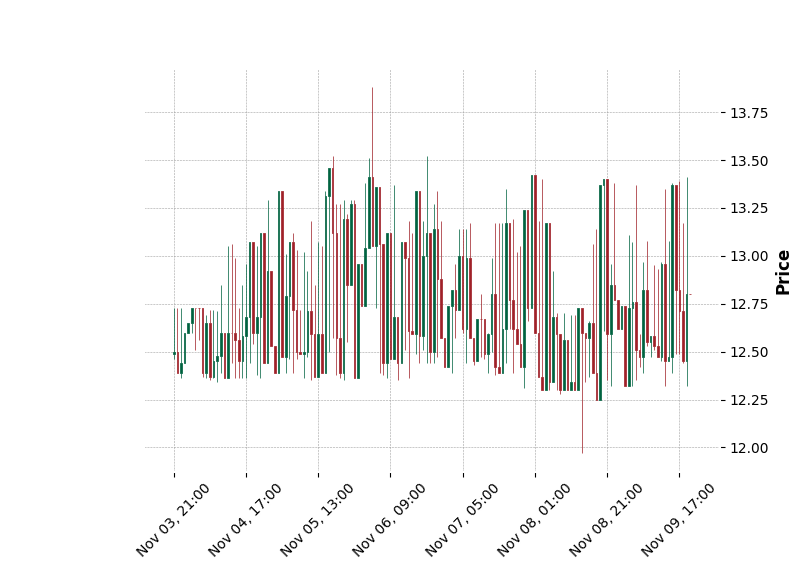 13.75
13.50
13.25
13.00
12.75
12.50
12.25
12.00
Price
Nov 03, 21:00
Nov 04, 17:00
Nov 05, 13:00
Nov 06, 09:00
Nov 07, 05:00
Nov 08, 01:00
Nov 08, 21:00
Nov 09, 17:00